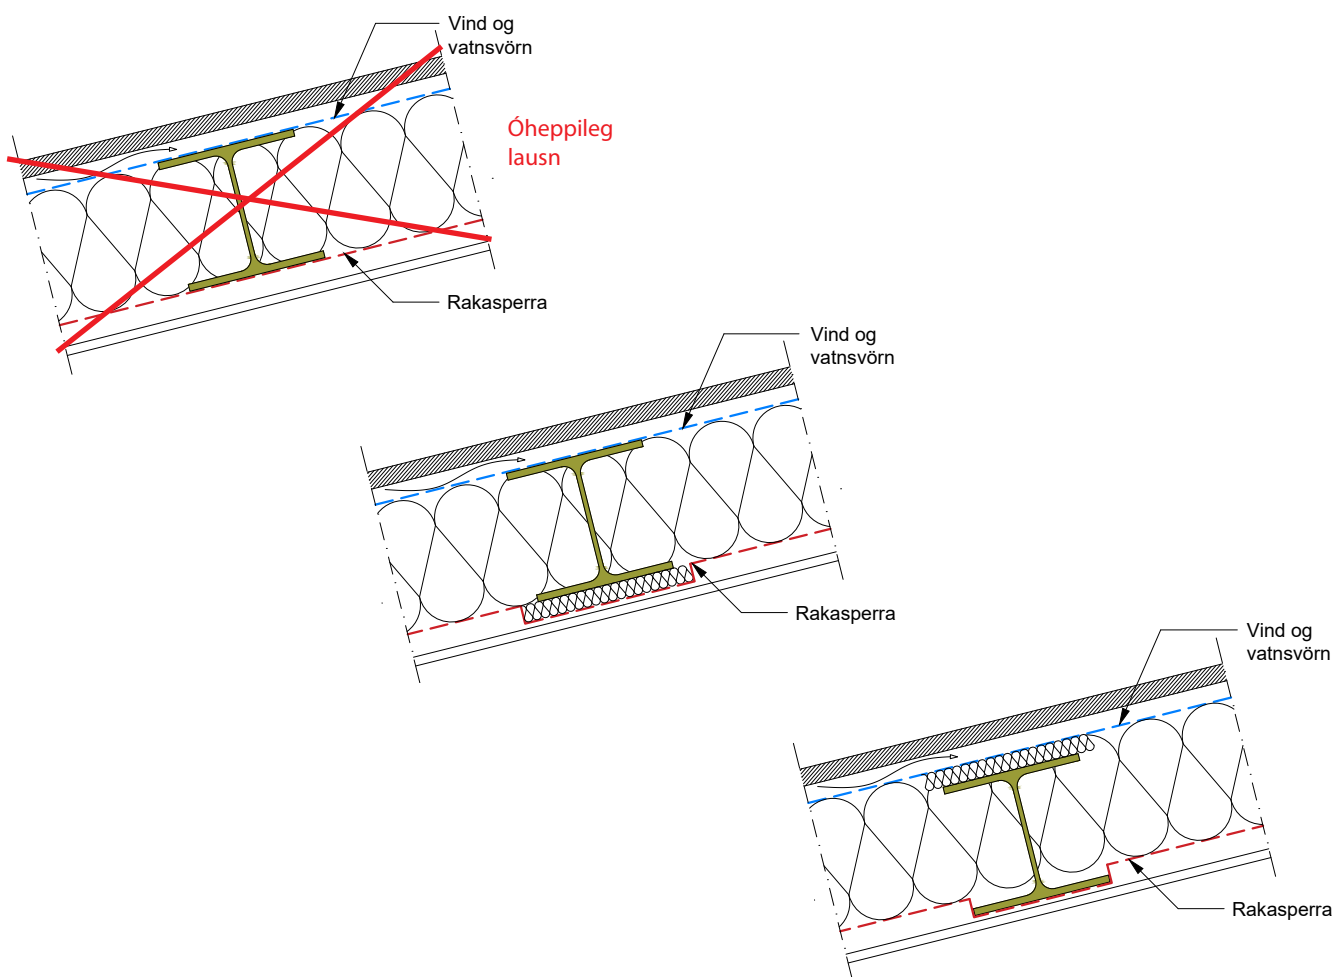 Vind og
vatnsvörn
Óheppileg
lausn
Rakasperra
Vind og
vatnsvörn
Rakasperra
Vind og
vatnsvörn
Rakasperra